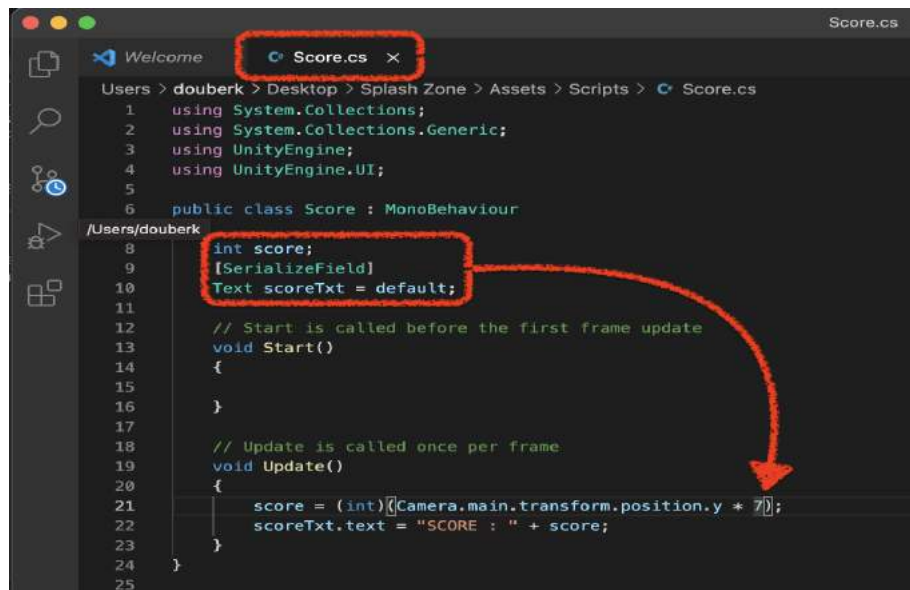 Score.cs
Welcome
C# Score.cs ×
Users > douberk > Desktop > Splash Zone > Assets > Scripts > C# Score.cs
1 using System.Collections;
2 using System.Collections.Generic;
3 using UnityEngine;
4 using UnityEngine.UI;
5
6 public class Score : MonoBehaviour
/Users/douberk
8 int score;
9 [SerializeField]
10 Text scoreTxt = default;
11
12 // Start is called before the first frame update
13 void Start()
14 {
15
16 }
17
18 // Update is called once per frame
19 void Update()
20 {
21 score = (int)(Camera.main.transform.position.y * 7);
22 scoreTxt.text = "SCORE : " + score;
23 }
24 }
25